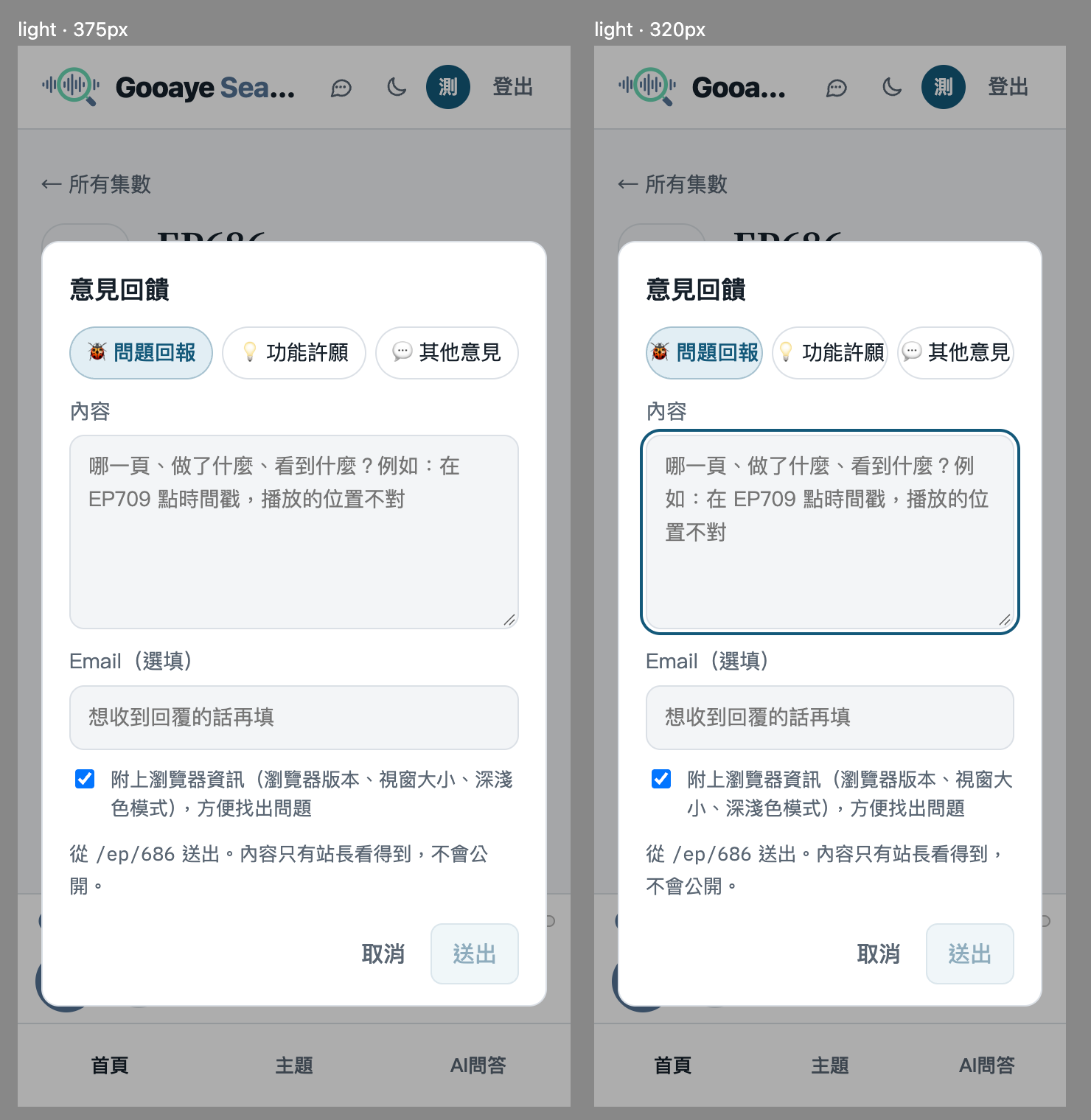 light · 375px
Gooaye Sea...
測
登出
← 所有集數
EP686
意見回饋
🐞 問題回報
💡 功能許願
💬 其他意見
內容
哪一頁、做了什麼、看到什麼？例如：在
EP709 點時間戳，播放的位置不對
Email（選填）
想收到回覆的話再填
附上瀏覽器資訊（瀏覽器版本、視窗大小、深淺
色模式），方便找出問題
從 /ep/686 送出。內容只有站長看得到，不會公
開。
取消
送出
首頁
主題
AI問答
light · 320px
Gooa...
測
登出
← 所有集數
EP686
意見回饋
🐞 問題回報
💡 功能許願
💬 其他意見
內容
哪一頁、做了什麼、看到什麼？例
如：在 EP709 點時間戳，播放的位
置不對
Email（選填）
想收到回覆的話再填
附上瀏覽器資訊（瀏覽器版本、視窗大
小、深淺色模式），方便找出問題
從 /ep/686 送出。內容只有站長看得到，
不會公開。
取消
送出
首頁
主題
AI問答